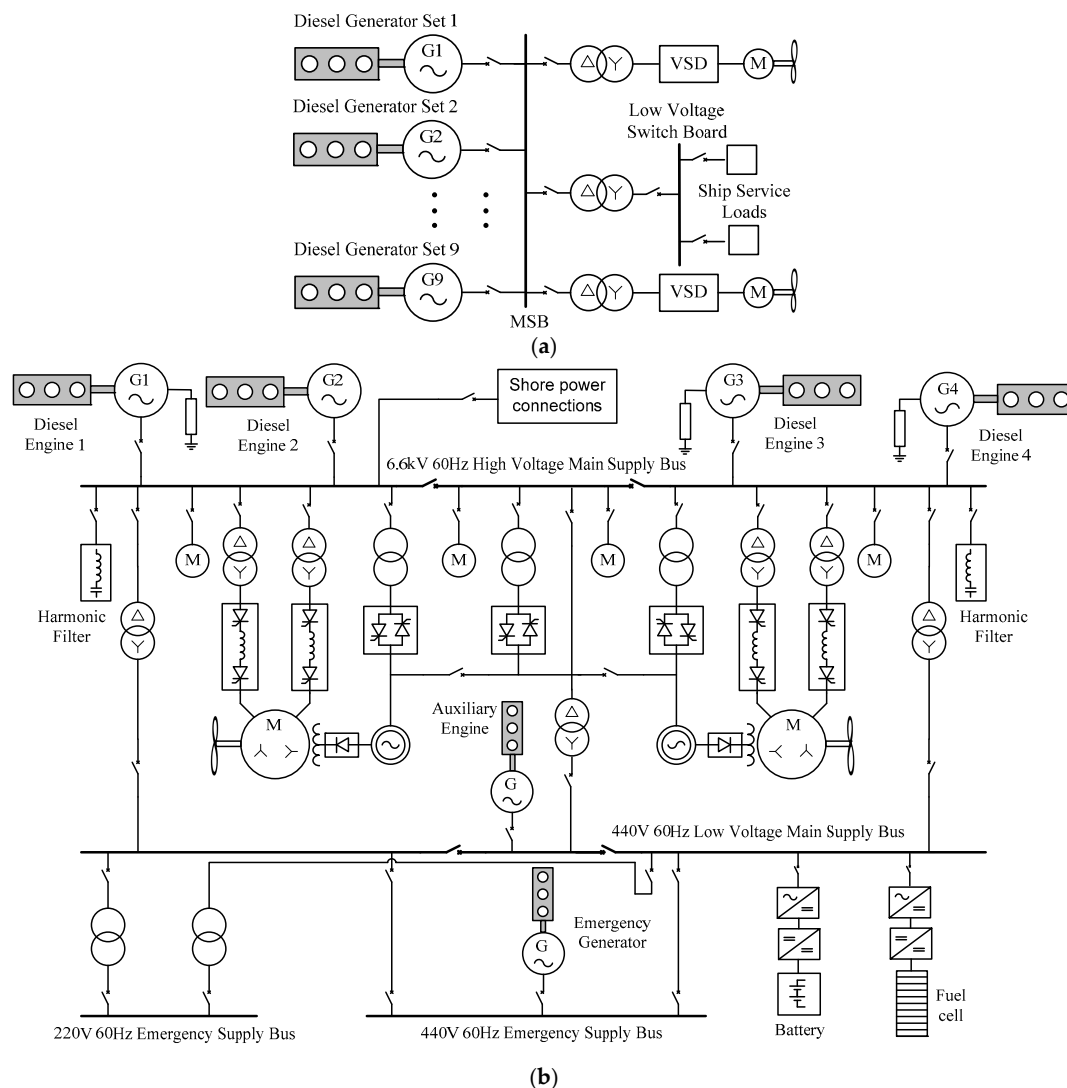 Diesel Generator Set 1
G1
VSD
M
Diesel Generator Set 2
G2
Low Voltage
Switch Board
Ship Service
Loads
Diesel Generator Set 9
G9
VSD
M
MSB
(a)
G1
G2
Shore power
connections
G3
G4
Diesel
Engine 1
Diesel
Engine 2
Diesel
Engine 3
Diesel
Engine 4
6.6kV 60Hz High Voltage Main Supply Bus
M
M
M
M
Harmonic
Filter
Harmonic
Filter
Auxiliary
Engine
M
M
G
440V 60Hz Low Voltage Main Supply Bus
Emergency
Generator
G
220V 60Hz Emergency Supply Bus
440V 60Hz Emergency Supply Bus
Battery
Fuel
cell
(b)